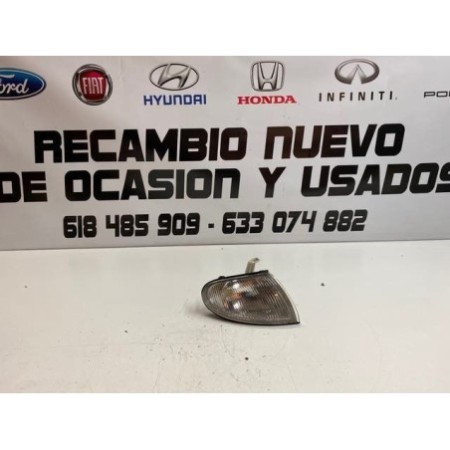 Ford
FIAT
HYUNDAI
HONDA
INFINITI
RECAMBIO NUEVO
DE OCASION Y USADOS
618 485 909 - 633 074 882